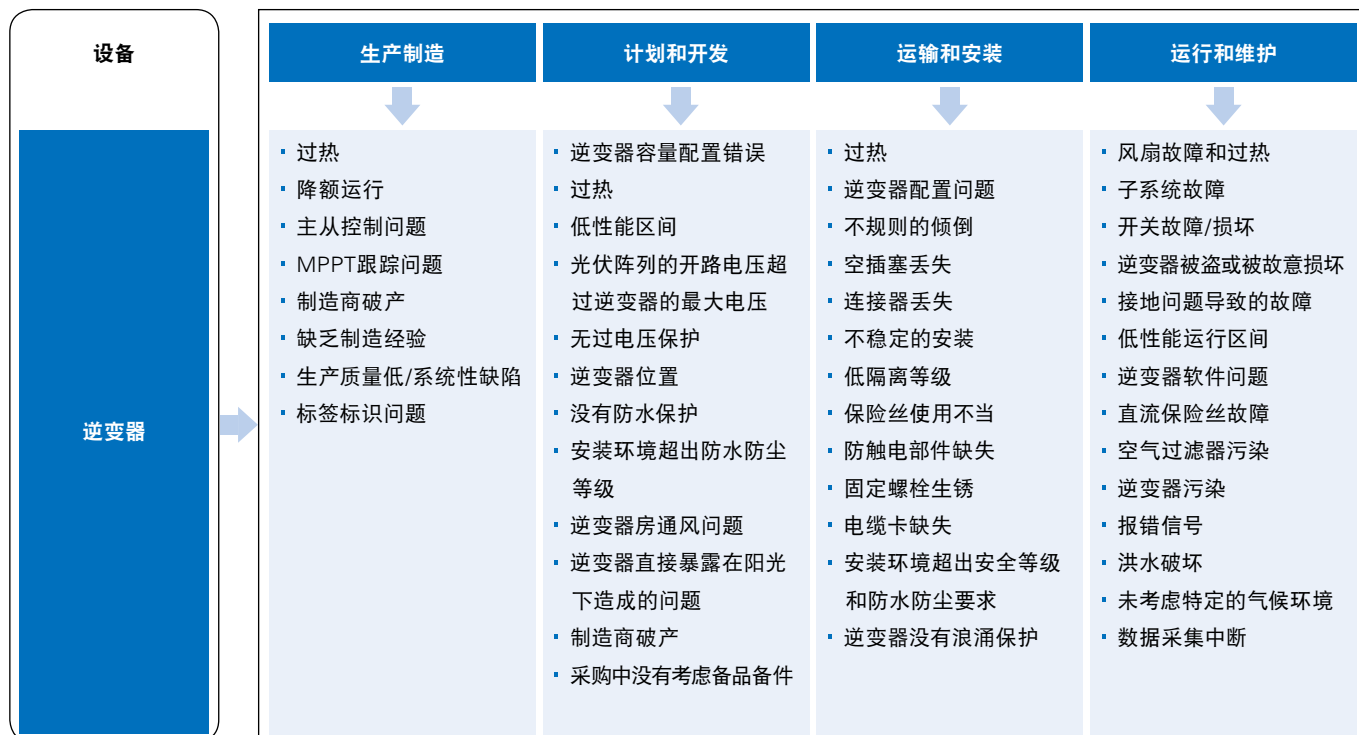 设备
逆变器
生产制造
过热
降额运行
主从控制问题
MPPT跟踪问题
制造商破产
缺乏制造经验
生产质量低/系统性缺陷
标签标识问题
计划和开发
逆变器容量配置错误
过热
低性能区间
光伏阵列的开路电压超
过逆变器的最大电压
无过电压保护
逆变器位置
没有防水保护
安装环境超出防水防尘
等级
逆变器房通风问题
逆变器直接暴露在阳光
下造成的问题
制造商破产
采购中没有考虑备品备件
运输和安装
过热
逆变器配置问题
不规则的倾倒
空插塞丢失
连接器丢失
不稳定的安装
低隔离等级
保险丝使用不当
防触电部件缺失
固定螺栓生锈
电缆卡缺失
安装环境超出安全等级
和防水防尘要求
逆变器没有浪涌保护
运行和维护
风扇故障和过热
子系统故障
开关故障/损坏
逆变器被盗或被故意损坏
接地问题导致的故障
低性能运行区间
逆变器软件问题
直流保险丝故障
空气过滤器污染
逆变器污染
报错信号
洪水破坏
未考虑特定的气候环境
数据采集中断